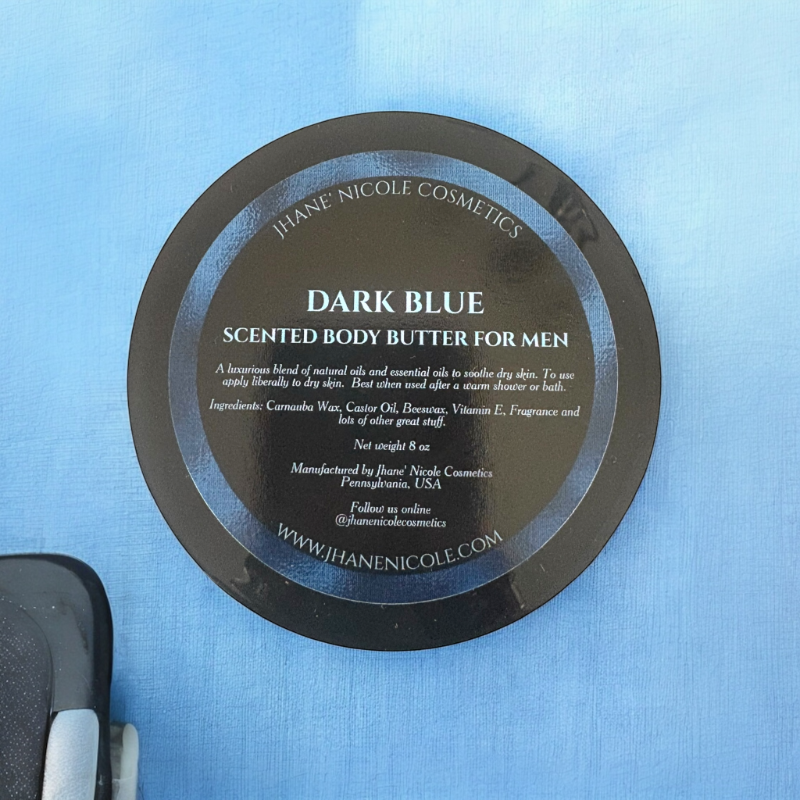 JHANE' NICOLE COSMETICS
DARK BLUE
SCENTED BODY BUTTER FOR MEN
A luxurious blend of natural oils and essential oils to soothe dry skin. To use
apply liberally to dry skin. Best when used after a warm shower or bath.
Ingredients: Carnauba Wax, Castor Oil, Beeswax, Vitamin E, Fragrance and
lots of other great stuff.
Net weight 8 oz
Manufactured by Jhane' Nicole Cosmetics
Pennsylvania, USA
Follow us online
@jhanenicolecosmetics
WWW.JHANENICOLE.COM